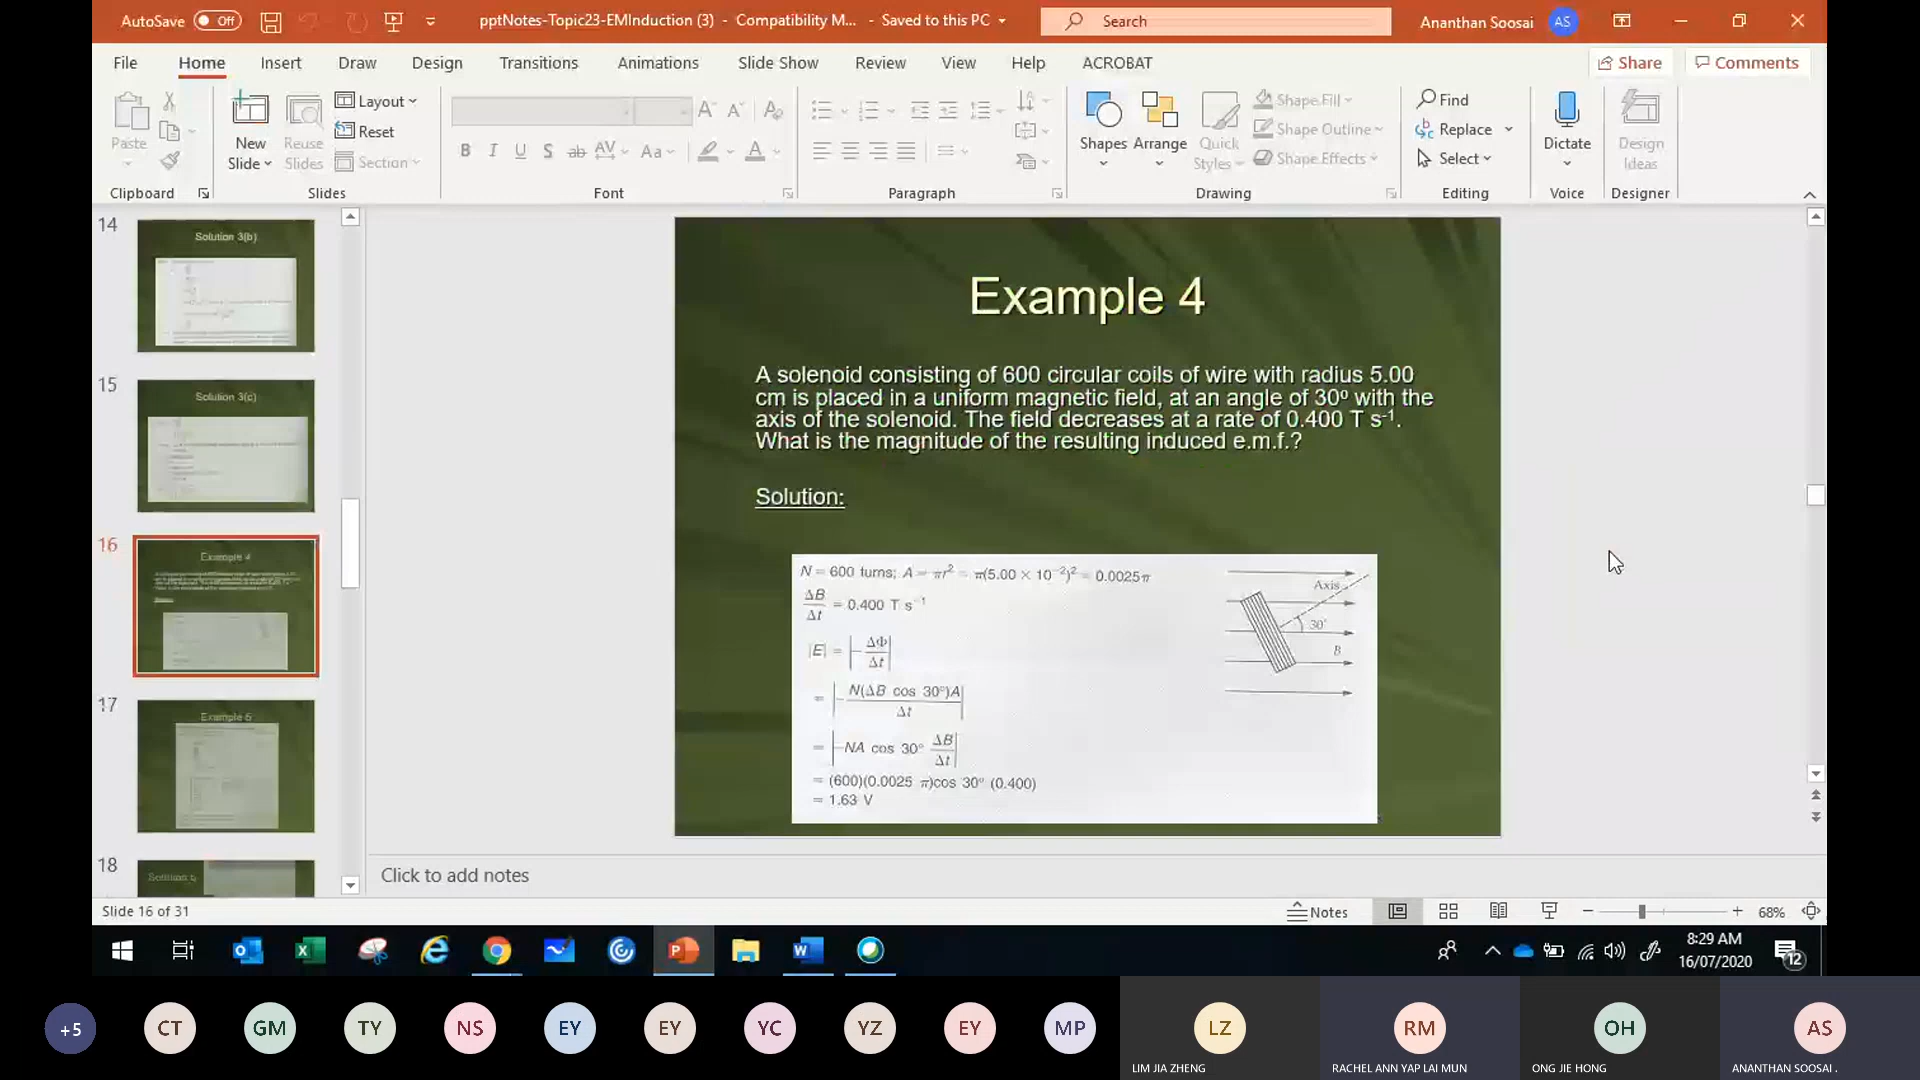 AutoSave Off
pptNotes-Topic23-EMInduction (3) - Compatibility M... - Saved to this PC
Search
Ananthan Soosai AS
File Home Insert Draw Design Transitions Animations Slide Show Review View Help ACROBAT
Share Comments
Paste
Clipboard
New Slide
Reuse Slides
Layout
Reset
Section
Slides
B I U S ab AV Aa A
Font
Paragraph
Shapes
Arrange
Quick Styles
Shape Fill
Shape Outline
Shape Effects
Drawing
Find
Replace
Select
Editing
Dictate
Voice
Design Ideas
Designer
14
Solution 3(b)
15
Solution 3(c)
16
Example 4
17
18
Example 4
A solenoid consisting of 600 circular coils of wire with radius 5.00
cm is placed in a uniform magnetic field, at an angle of 30º with the
axis of the solenoid. The field decreases at a rate of 0.400 T s⁻¹.
What is the magnitude of the resulting induced e.m.f.?
Solution:
N = 600 turns; A = πr² = π(5.00 × 10⁻²)² = 0.0025π
ΔB/Δt = 0.400 T s⁻¹
|E| = |−ΔΦ/Δt|
= |−N(ΔB cos 30°)A/Δt|
= |−NA cos 30° ΔB/Δt|
= (600)(0.0025 π)cos 30° (0.400)
= 1.63 V
Axis
30°
B
Click to add notes
Slide 16 of 31
Notes
68%
8:29 AM
16/07/2020
12
+5 CT GM TY NS EY EY YC YZ EY MP LZ RM OH AS
LIM JIA ZHENG
RACHEL ANN YAP LAI MUN
ONG JIE HONG
ANANTHAN SOOSAI .